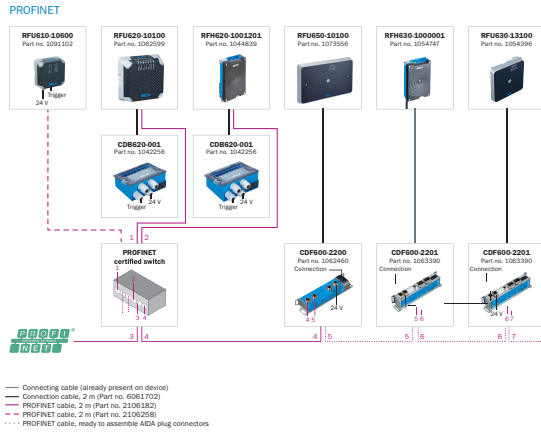 PROFINET
RFU610-10600
Part no. 1091102
Trigger
24 V
RFU620-10100
Part no. 1062599
RFH620-1001201
Part no. 1044839
RFU650-10100
Part no. 1073556
RFH630-1000001
Part no. 1054747
RFU630-13100
Part no. 1054396
CDB620-001
Part no. 1042256
24 V
Trigger
CDB620-001
Part no. 1042256
24 V
Trigger
1 2
PROFINET
certified switch
1
2
3 4
CDF600-2200
Part no. 1062460
Connection
24 V
4 5
CDF600-2201
Part no. 1063390
Connection
5 6
CDF600-2201
Part no. 1063390
Connection
24 V
6 7
PROFI
NET
®
3 4
4 5
5 6
6 7
Connecting cable (already present on device)
Connection cable, 2 m (Part no. 6061702)
PROFINET cable, 2 m (Part no. 2106182)
PROFINET cable, 2 m (Part no. 2106258)
PROFINET cable, ready to assemble AIDA plug connectors